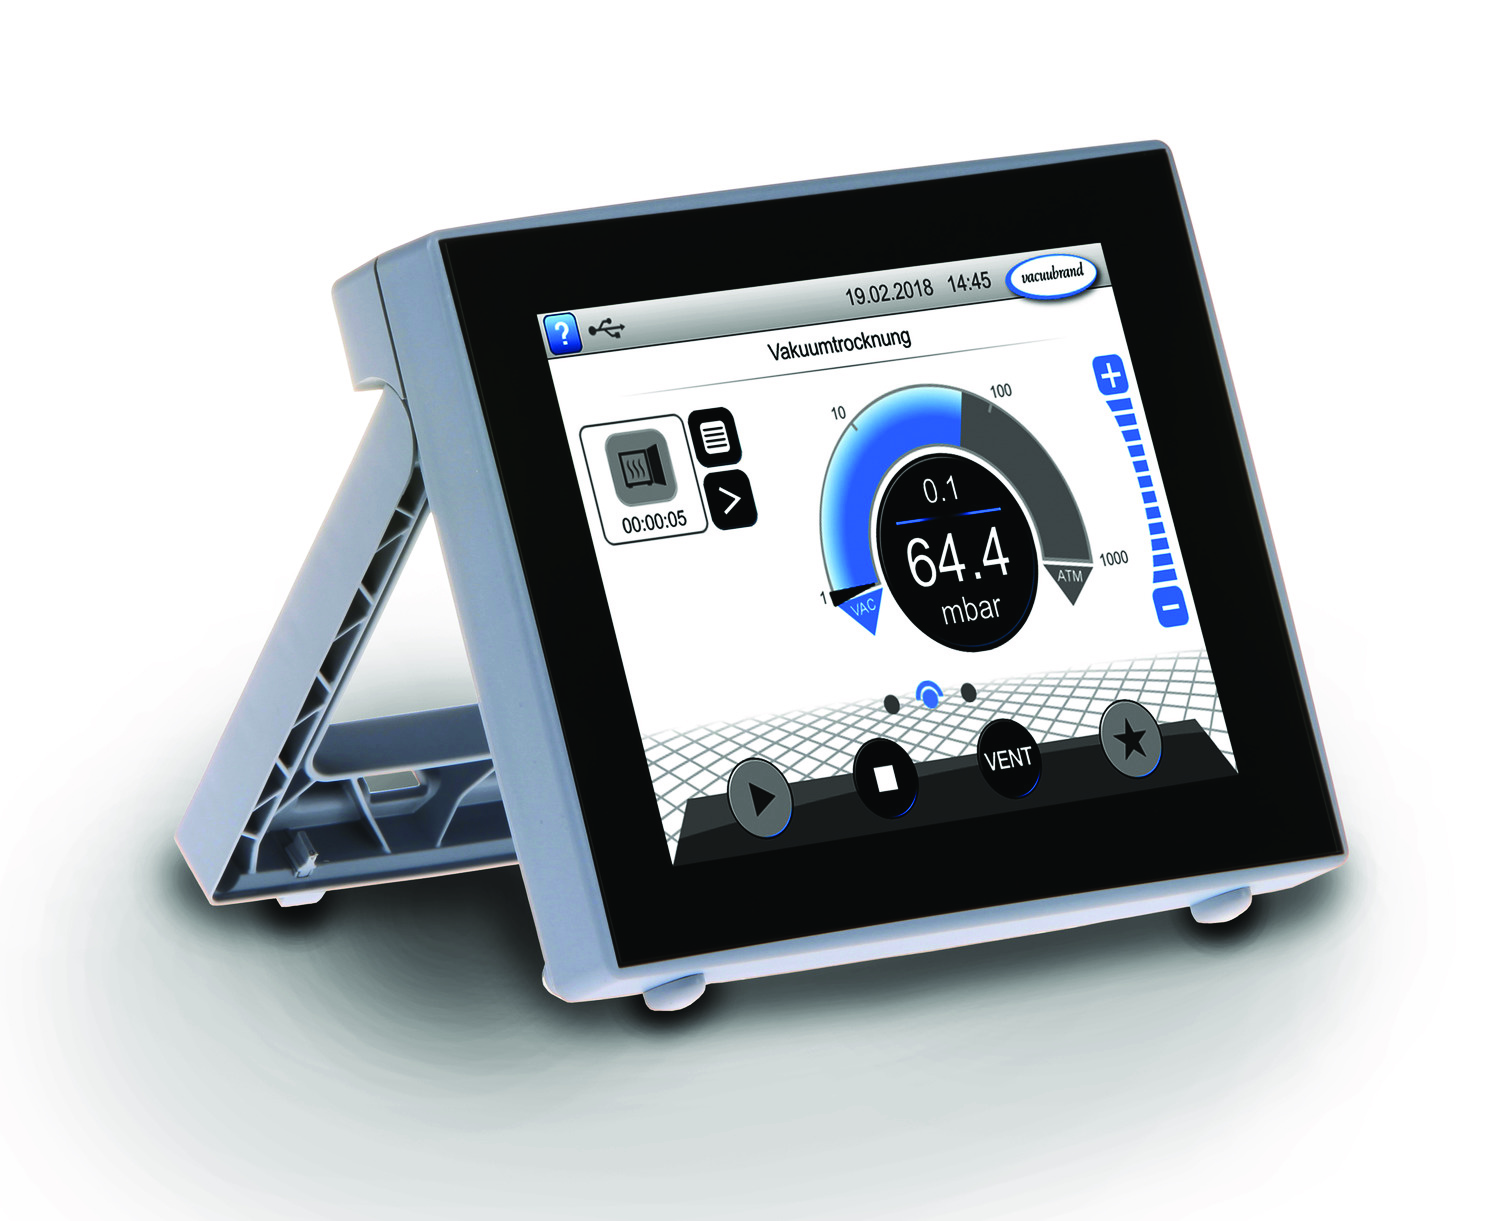 ?
19.02.2018 14:45
vacuubrand
Vakuumtrocknung
00:00:05
>
1
10
100
1000
VAC
ATM
0.1
64.4
mbar
+
-
VENT